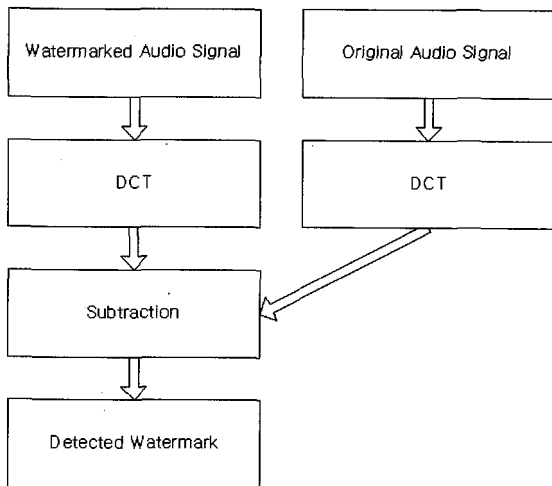 Watermarked Audio Signal
Original Audio Signal
DCT
DCT
Subtraction
Detected Watermark